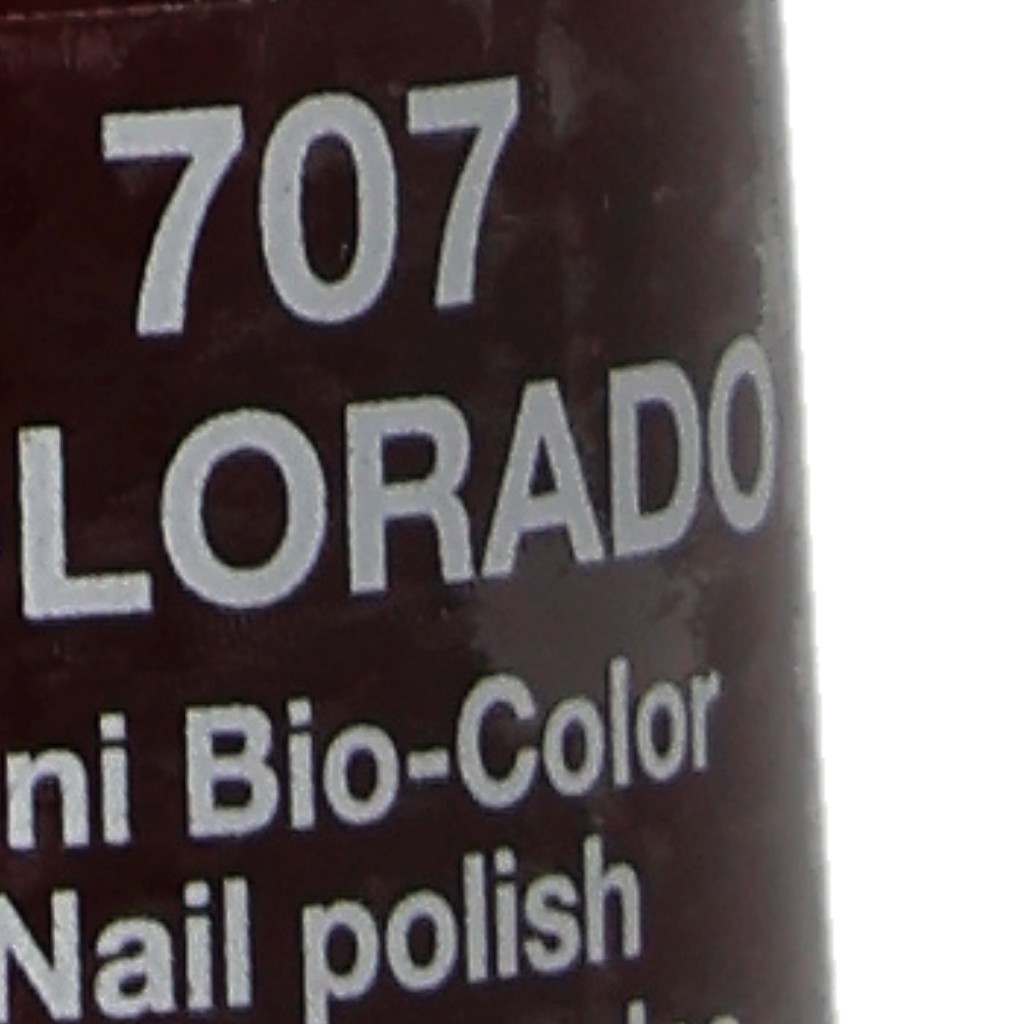 707
LORADO
ni Bio-Color
Nail polish